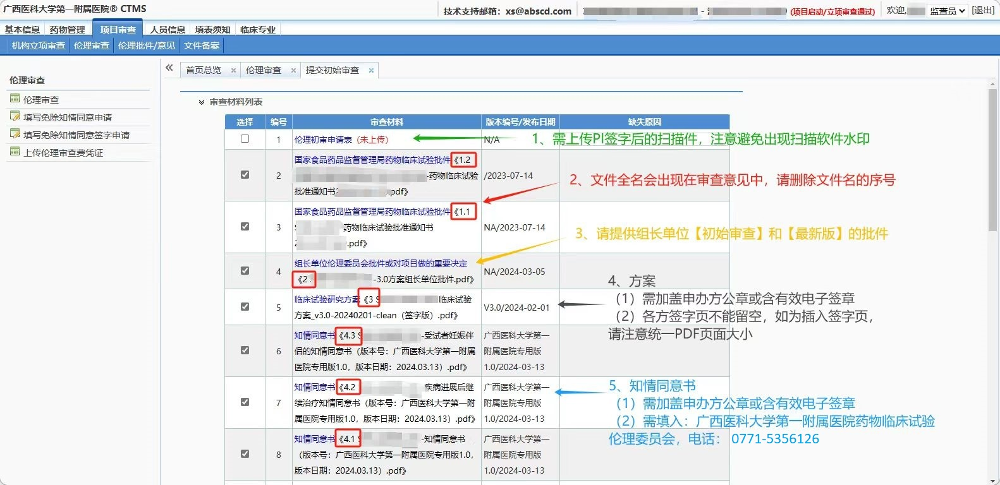 广西医科大学第一附属医院® CTMS
技术支持邮箱：xs@abscd.com
(项目启动/立项审查通过)
欢迎, 监查员 [退出]
基本信息 药物管理 项目审查 人员信息 填表须知 临床专业
机构立项审查 伦理审查 伦理批件/意见 文件备案
首页总览 × 伦理审查 × 提交初始审查 ×
伦理审查
伦理审查
填写免除知情同意申请
填写免除知情同意签字申请
上传伦理审查费凭证
审查材料列表
选择 编号 审查材料 版本编号/发布日期 缺失原因
1 伦理初审申请表（未上传） N/A
1、需上传PI签字后的扫描件，注意避免出现扫描软件水印
国家食品药品监督管理局药物临床试验批件《1.2
2 -药物临床试验 /2023-07-14
批准通知书 .pdf》
2、文件全名会出现在审查意见中，请删除文件名的序号
国家食品药品监督管理局药物临床试验批件《1.1
3 药物临床试验批准通知书 NA/2023-07-14
.pdf》
3、请提供组长单位【初始审查】和【最新版】的批件
组长单位伦理委员会批件或对项目做的重要决定
4 《2 -3.0方案组长单位批件.pdf》 NA/2024-03-05
临床试验研究方案《3 S 临床试验
5 方案_v3.0-20240201-clean（签字版）.pdf》 V3.0/2024-02-01
4、方案
（1）需加盖申办方公章或含有效电子签章
（2）各方签字页不能留空，如为插入签字页，
请注意统一PDF页面大小
知情同意书《4.3 S -受试者妊娠伴 广西医科大学第一
6 侣的知情同意书（版本号：广西医科大学第一附属 附属医院专用版
医院专用版1.0，版本日期：2024.03.13）.pdf》 1.0/2024-03-13
知情同意书《4.2 疾病进展后继 广西医科大学第一
7 续治疗知情同意书（版本号：广西医科大学第一附 附属医院专用版
属医院专用版1.0，版本日期：2024.03.13）.pdf》 1.0/2024-03-13
5、知情同意书
（1）需加盖申办方公章或含有效电子签章
（2）需填入：广西医科大学第一附属医院药物临床试验
伦理委员会，电话： 0771-5356126
知情同意书《4.1 S -知情同意书 广西医科大学第一
8 （版本号：广西医科大学第一附属医院专用版1.0， 附属医院专用版
版本日期：2024.03.13）.pdf》 1.0/2024-03-13